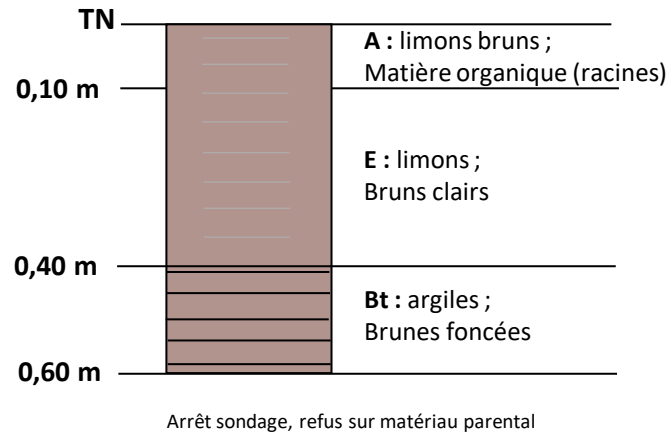 TN
A : limons bruns ;
Matière organique (racines)
0,10 m
E : limons ;
Bruns clairs
0,40 m
Bt : argiles ;
Brunes foncées
0,60 m
Arrêt sondage, refus sur matériau parental